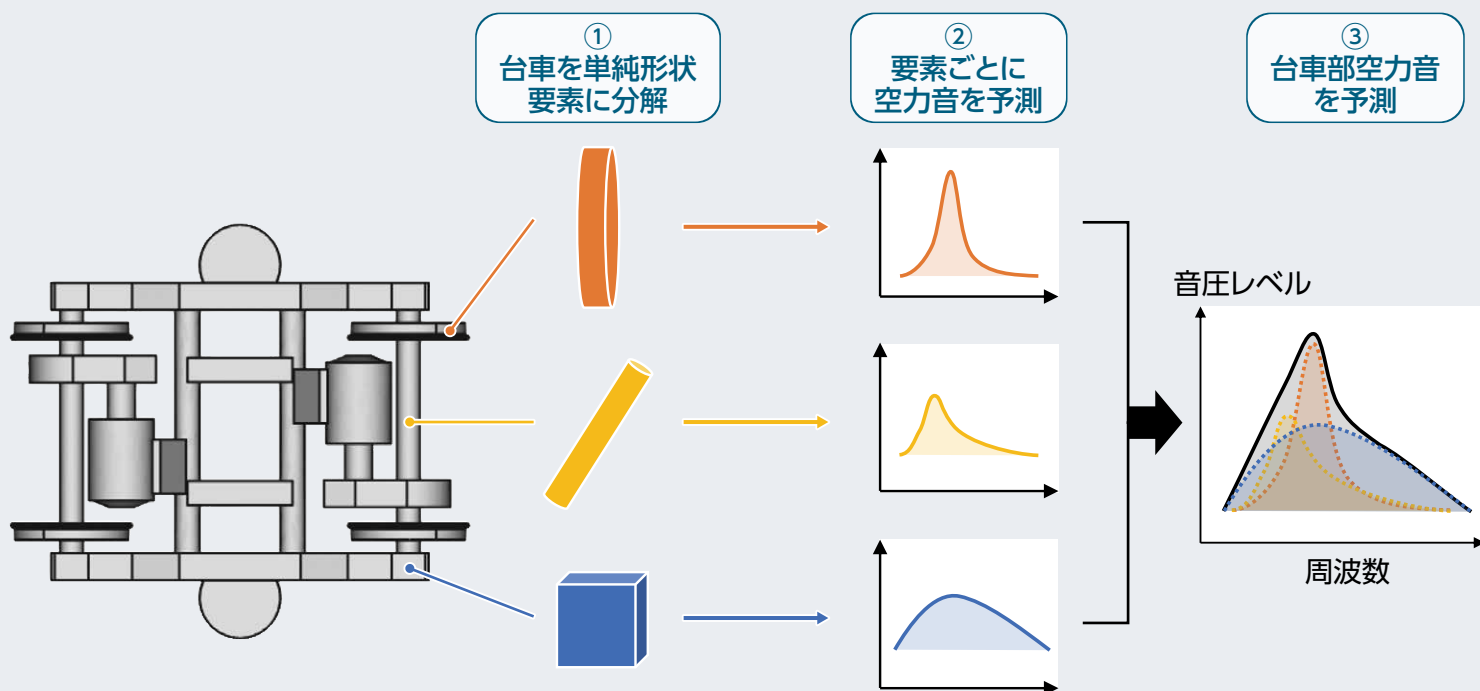 ①
台車を単純形状
要素に分解
②
要素ごとに
空力音を予測
③
台車部空力音
を予測
音圧レベル
周波数